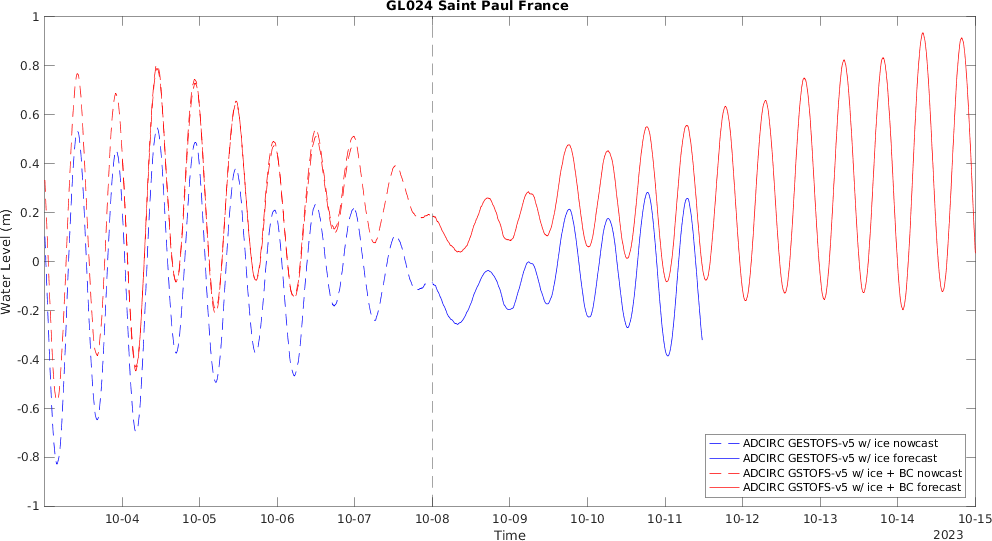 GL024 Saint Paul France
Water Level (m)
1
0.8
0.6
0.4
0.2
0
-0.2
-0.4
-0.6
-0.8
-1
ADCIRC GESTOFS-v5 w/ ice nowcast
ADCIRC GESTOFS-v5 w/ ice forecast
ADCIRC GSTOFS-v5 w/ ice + BC nowcast
ADCIRC GSTOFS-v5 w/ ice + BC forecast
10-04 10-05 10-06 10-07 10-08 10-09 10-10 10-11 10-12 10-13 10-14 10-15
Time
2023